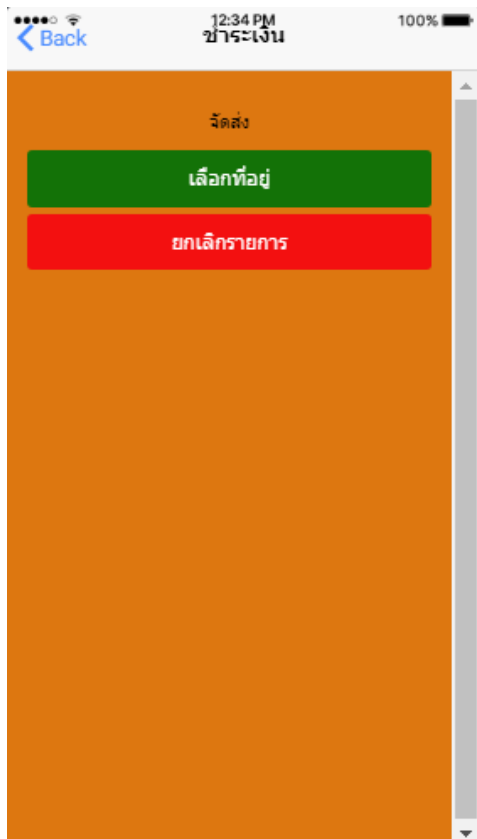 12:34 PM
100%
Back
ชำระเงิน
จัดส่ง
เลือกที่อยู่
ยกเลิกรายการ